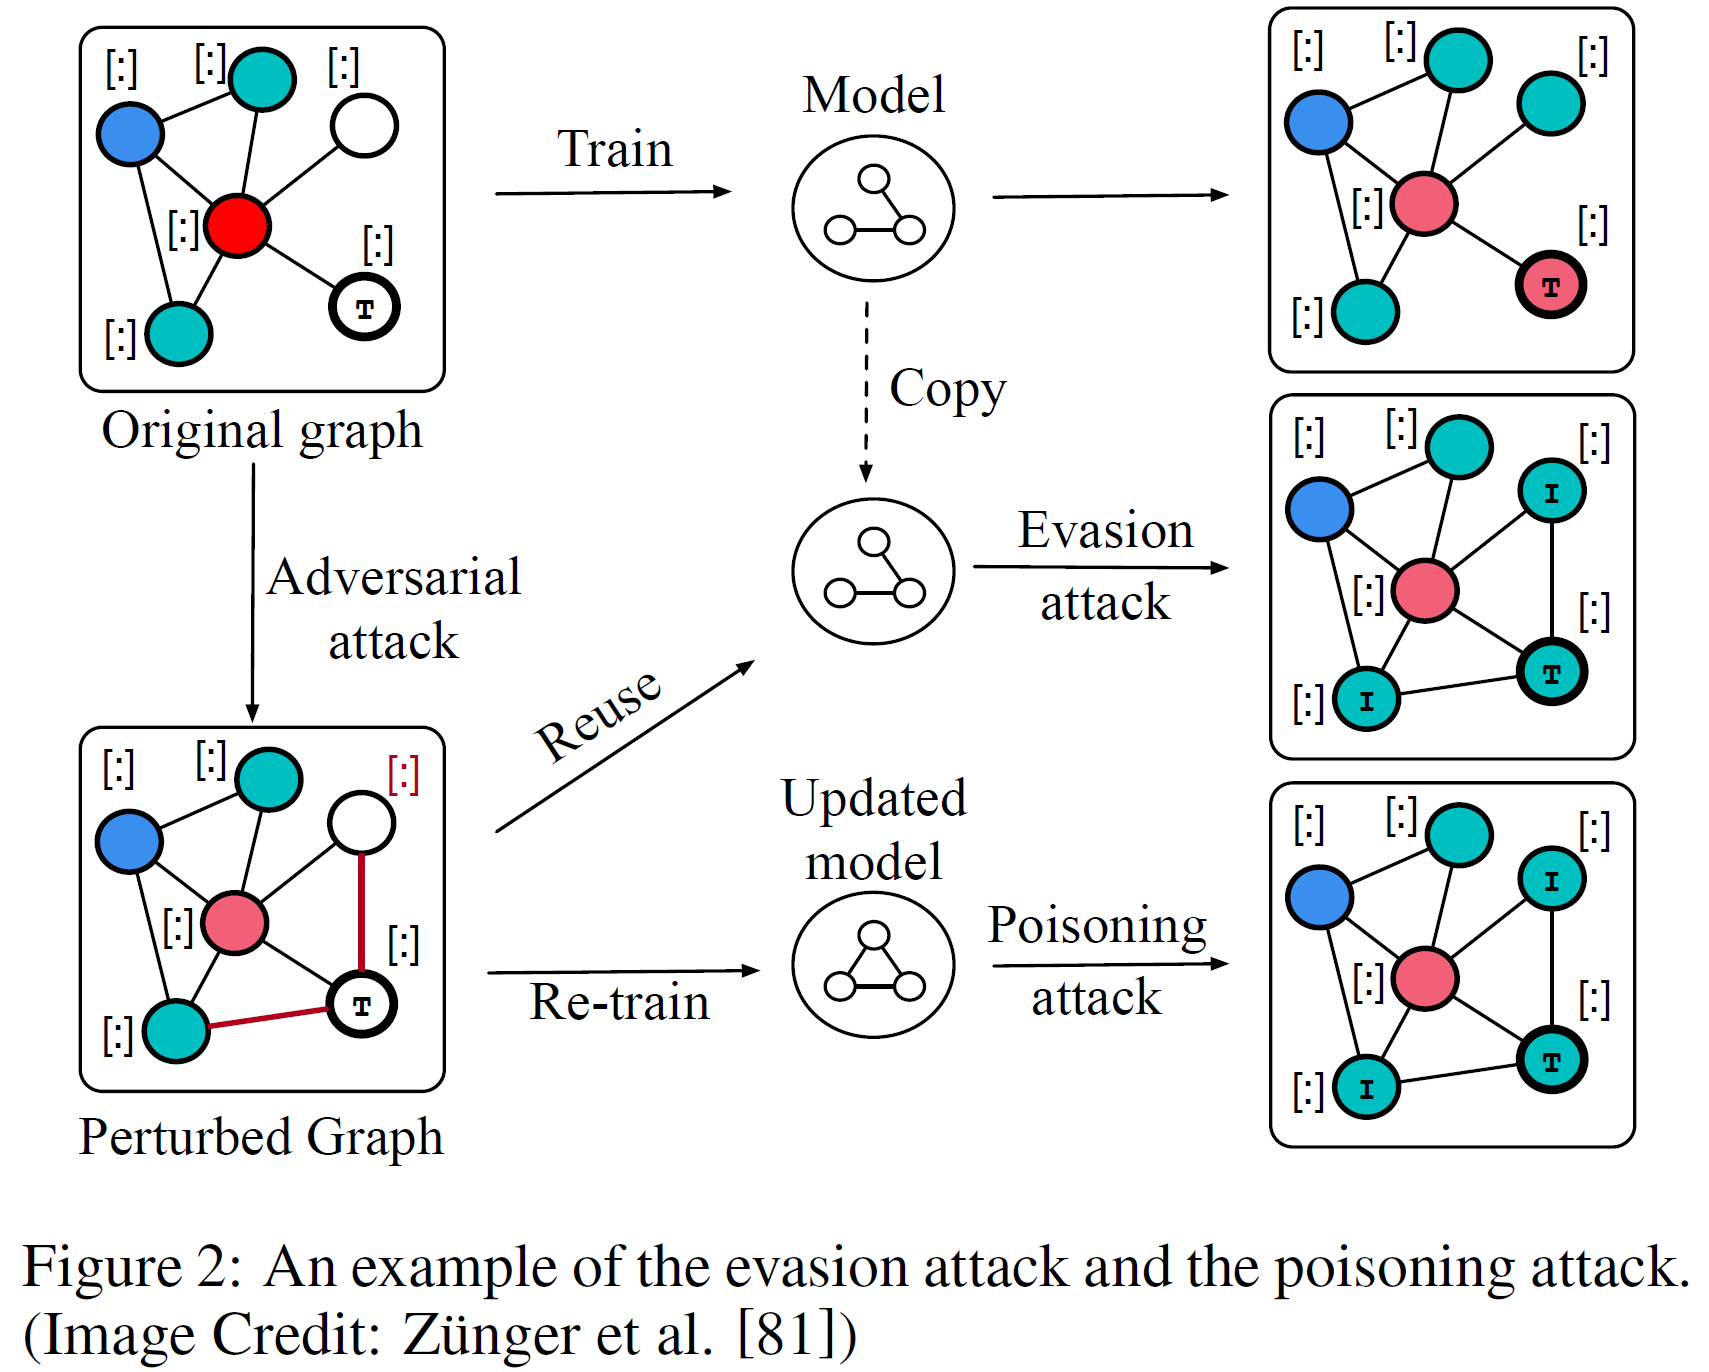 [:] [:] [:]
[:] [:]
T
[:]
Original graph
Train
Model
Copy
[:] [:] [:]
[:] [:]
T
[:]
Adversarial
attack
Reuse
Evasion
attack
[:] [:] [:]
I
[:] [:]
T
I
[:]
[:] [:] [:]
[:] [:]
T
[:]
Perturbed Graph
Re-train
Updated
model
Poisoning
attack
[:] [:] [:]
I
[:] [:]
T
I
[:]
Figure 2: An example of the evasion attack and the poisoning attack.
(Image Credit: Zünger et al. [81])